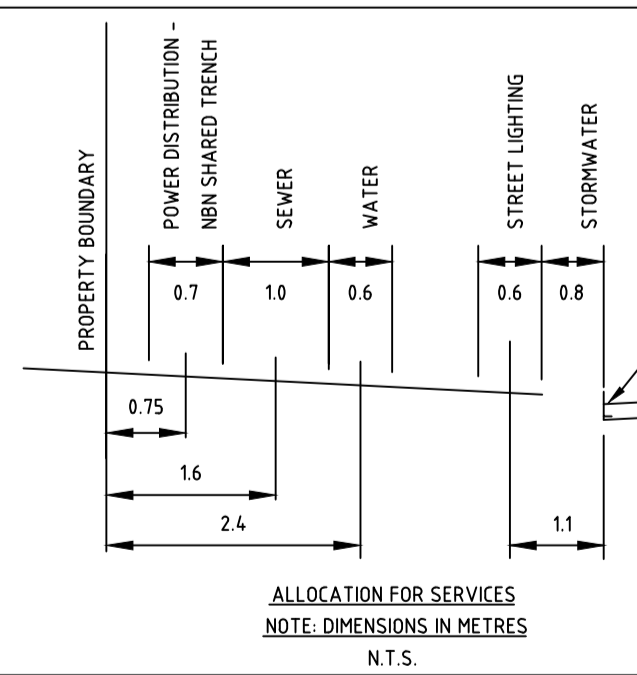 PROPERTY BOUNDARY
POWER DISTRIBUTION -
NBN SHARED TRENCH
SEWER
WATER
STREET LIGHTING
STORMWATER
0.7
1.0
0.6
0.6
0.8
0.75
1.6
2.4
1.1
ALLOCATION FOR SERVICES
NOTE: DIMENSIONS IN METRES
N.T.S.